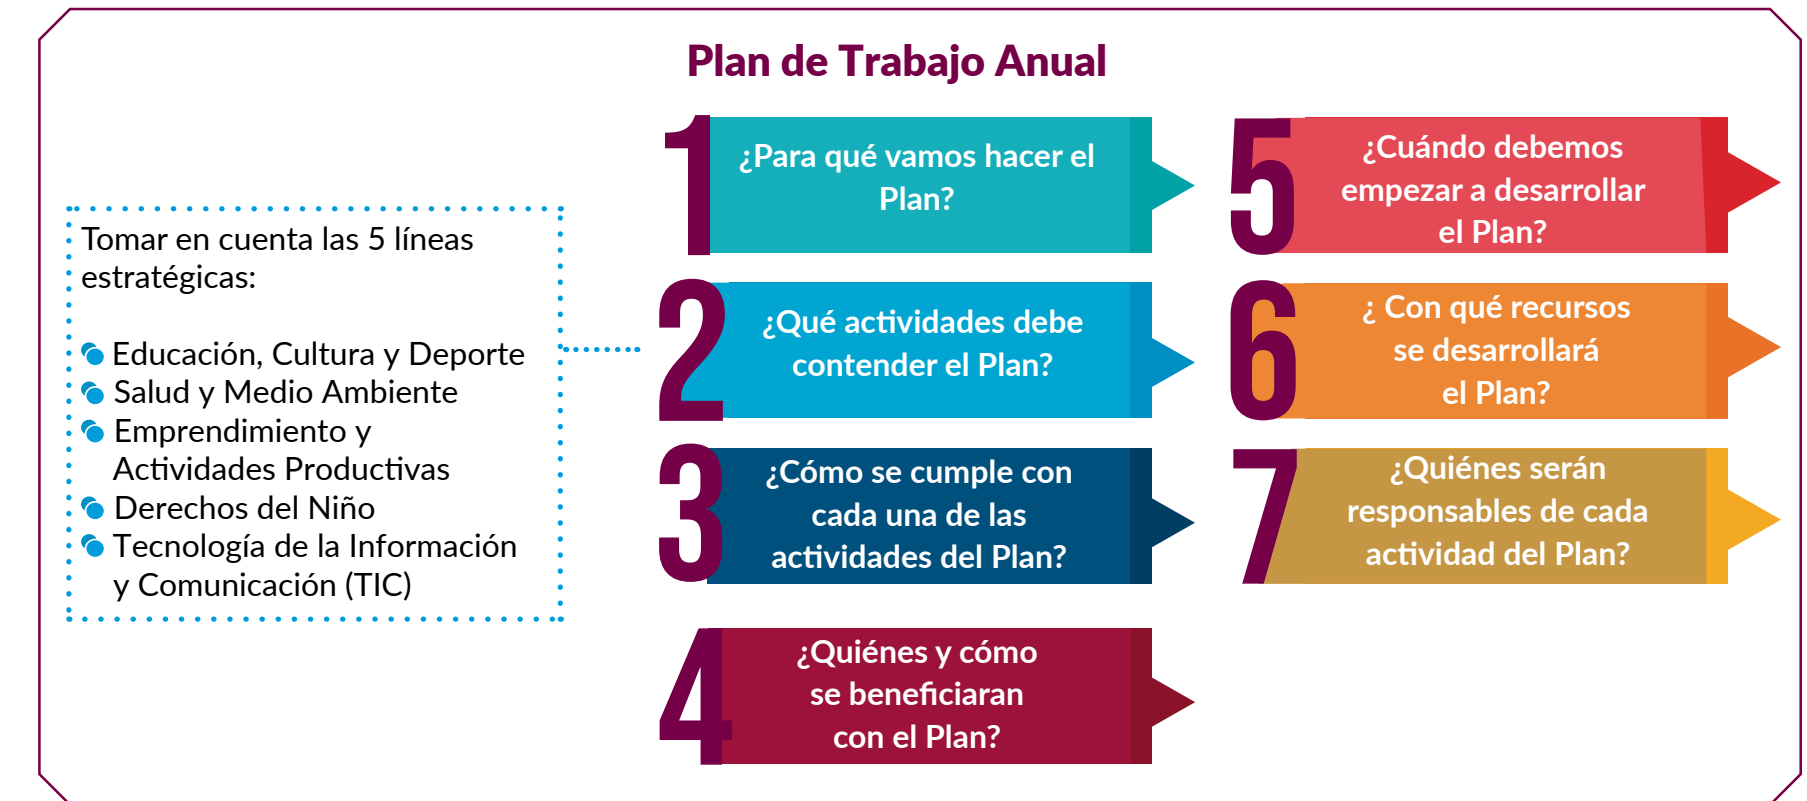 Plan de Trabajo Anual
Tomar en cuenta las 5 líneas
estratégicas:
Educación, Cultura y Deporte
Salud y Medio Ambiente
Emprendimiento y
Actividades Productivas
Derechos del Niño
Tecnología de la Información
y Comunicación (TIC)
1
¿Para qué vamos hacer el
Plan?
2
¿Qué actividades debe
contender el Plan?
3
¿Cómo se cumple con
cada una de las
actividades del Plan?
4
¿Quiénes y cómo
se beneficiaran
con el Plan?
5
¿Cuándo debemos
empezar a desarrollar
el Plan?
6
¿ Con qué recursos
se desarrollará
el Plan?
7
¿Quiénes serán
responsables de cada
actividad del Plan?